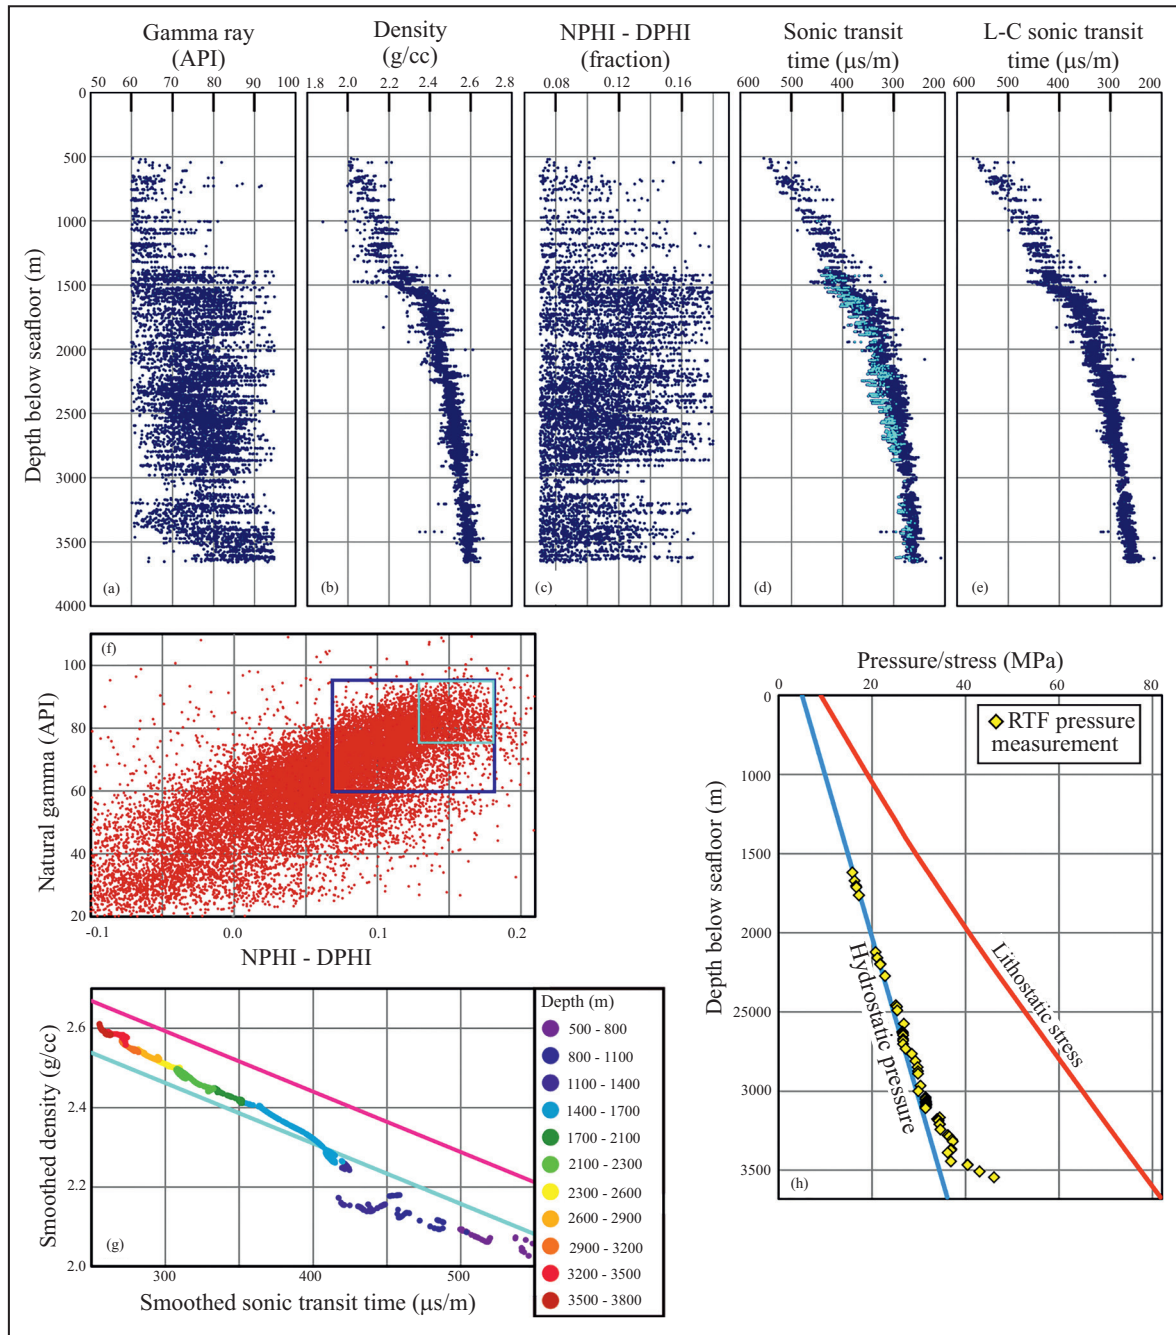 Gamma ray
(API)
Density
(g/cc)
NPHI - DPHI
(fraction)
Sonic transit
time (µs/m)
L-C sonic transit
time (µs/m)
50 60 70 80 90 100
1.8 2.0 2.2 2.4 2.6 2.8
0.08 0.12 0.16
600 500 400 300 200
600 500 400 300 200
0
500
1000
1500
2000
2500
3000
3500
4000
Depth below seafloor (m)
(a)
(b)
(c)
(d)
(e)
(f)
100
80
60
40
20
Natural gamma (API)
-0.1 0.0 0.1 0.2
NPHI - DPHI
2.6
2.4
2.2
2.0
Smoothed density (g/cc)
(g)
300 400 500
Smoothed sonic transit time (µs/m)
Depth (m)
500 - 800
800 - 1100
1100 - 1400
1400 - 1700
1700 - 2100
2100 - 2300
2300 - 2600
2600 - 2900
2900 - 3200
3200 - 3500
3500 - 3800
Pressure/stress (MPa)
0 20 40 60 80
0
1000
1500
2000
25000
3000
3500
Depth below seafloor (m)
RTF pressure
measurement
Hydrostatic pressure
Lithostatic stress
(h)